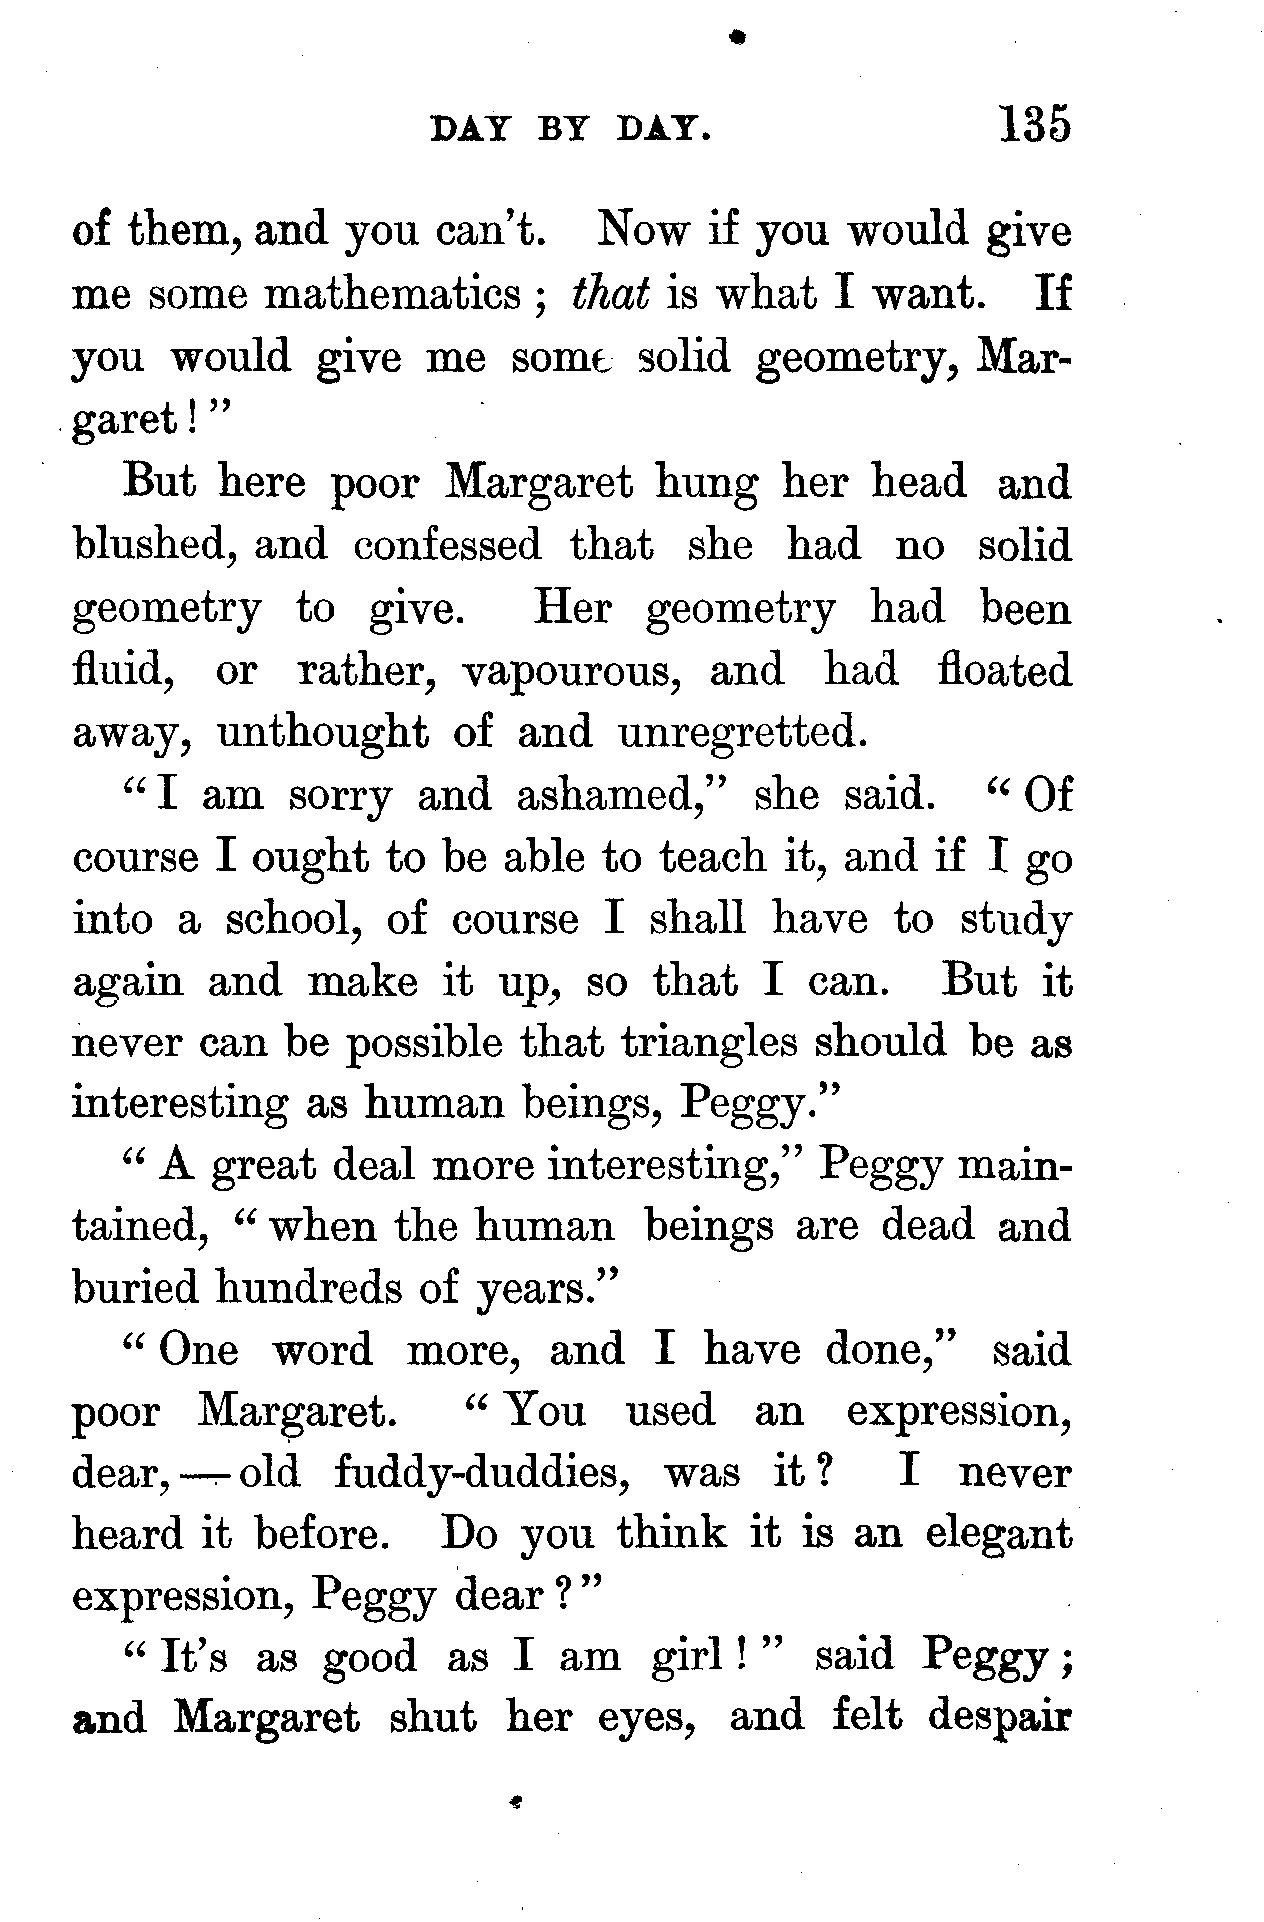 DAY BY DAY. 135
of them, and you can't. Now if you would give
me some mathematics ; that is what I want. If
you would give me some solid geometry, Mar-
garet ! ”
But here poor Margaret hung her head and
blushed, and confessed that she had no solid
geometry to give. Her geometry had been
fluid, or rather, vapourous, and had floated
away, unthought of and unregretted.
“ I am sorry and ashamed,” she said. “ Of
course I ought to be able to teach it, and if I go
into a school, of course I shall have to study
again and make it up, so that I can. But it
never can be possible that triangles should be as
interesting as human beings, Peggy.”
“ A great deal more interesting,” Peggy main-
tained, “ when the human beings are dead and
buried hundreds of years.”
“ One word more, and I have done,” said
poor Margaret. “ You used an expression,
dear, — old fuddy-duddies, was it ? I never
heard it before. Do you think it is an elegant
expression, Peggy dear ? ”
“ It's as good as I am girl ! ” said Peggy ;
and Margaret shut her eyes, and felt despair